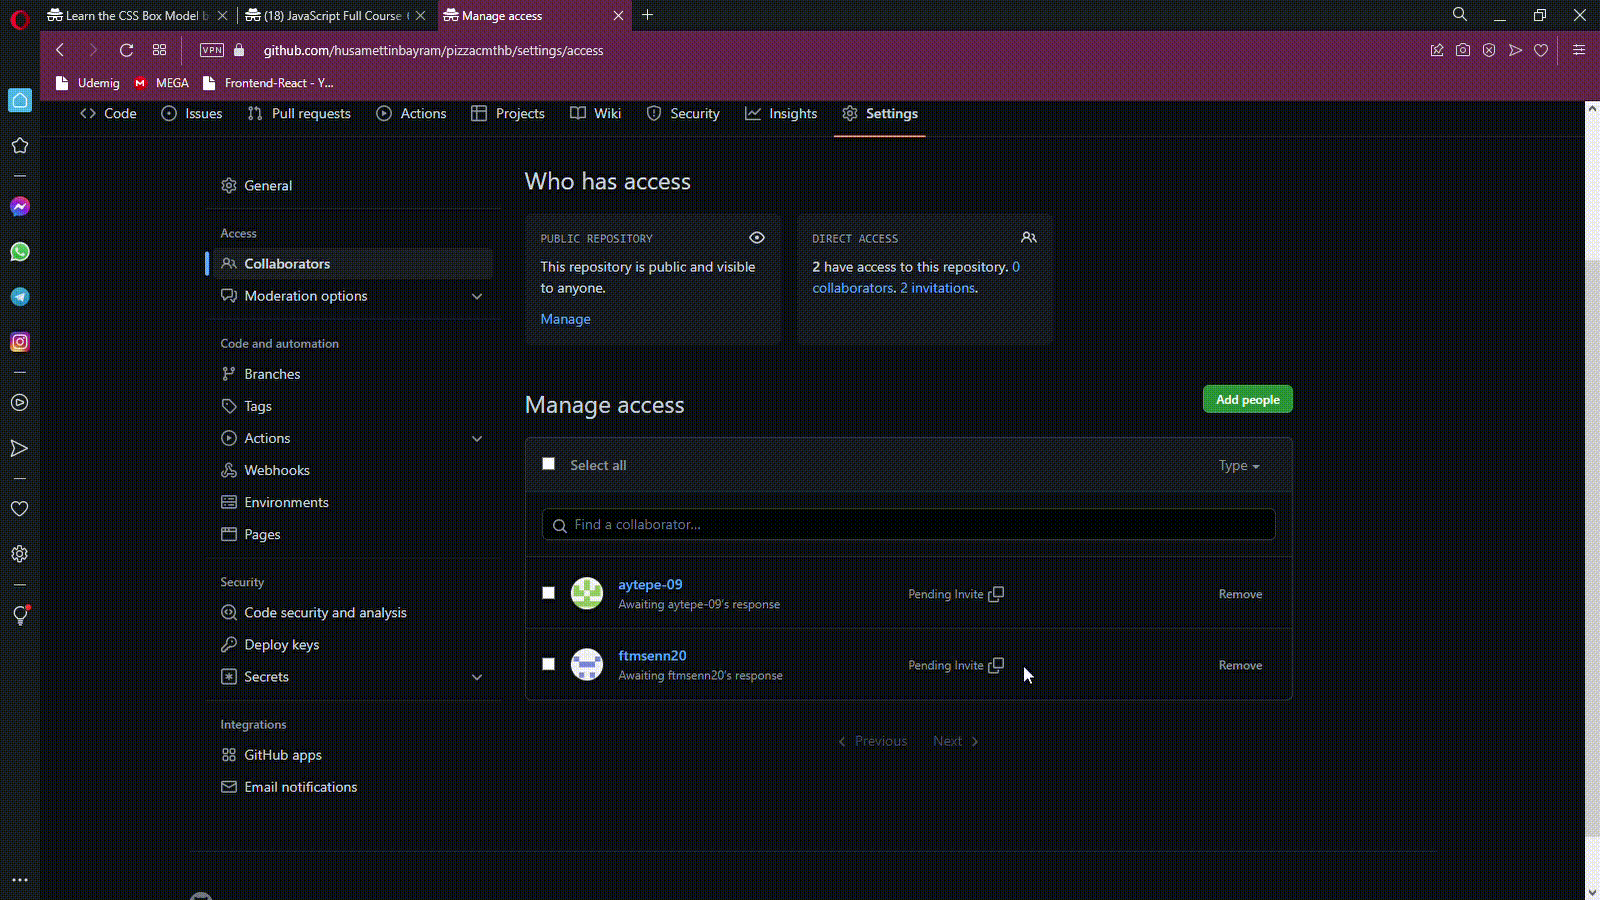 Learn the CSS Box Model b
(18) JavaScript Full Course
Manage access
VPN
github.com/husamettinbayram/pizzacmthb/settings/access
Udemig
MEGA
Frontend-React - Y...
Code
Issues
Pull requests
Actions
Projects
Wiki
Security
Insights
Settings
General
Access
Collaborators
Moderation options
Code and automation
Branches
Tags
Actions
Webhooks
Environments
Pages
Security
Code security and analysis
Deploy keys
Secrets
Integrations
GitHub apps
Email notifications
Who has access
PUBLIC REPOSITORY
This repository is public and visible
to anyone.
Manage
DIRECT ACCESS
2 have access to this repository. 0
collaborators. 2 invitations.
Manage access
Add people
Select all
Type
Find a collaborator...
aytepe-09
Awaiting aytepe-09's response
Pending Invite
Remove
ftmsenn20
Awaiting ftmsenn20's response
Pending Invite
Remove
Previous
Next